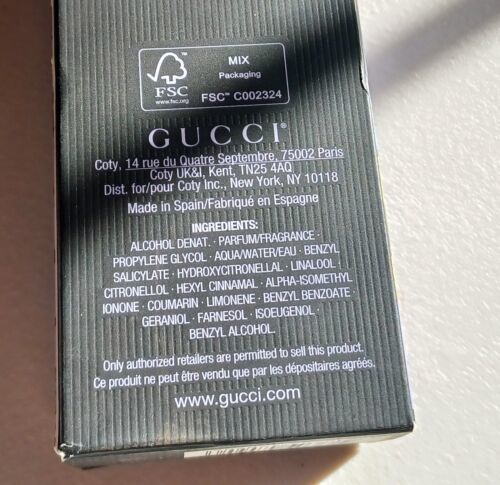 MIX
Packaging
FSC
www.fsc.org
FSC™ C002324
GUCCI®
Coty, 14 rue du Quatre Septembre, 75002 Paris
Coty UK&I, Kent, TN25 4AQ
Dist. for/pour Coty Inc., New York, NY 10118
Made in Spain/Fabriqué en Espagne
INGREDIENTS:
ALCOHOL DENAT. · PARFUM/FRAGRANCE ·
PROPYLENE GLYCOL · AQUA/WATER/EAU · BENZYL
SALICYLATE · HYDROXYCITRONELLAL · LINALOOL ·
CITRONELLOL · HEXYL CINNAMAL · ALPHA-ISOMETHYL
IONONE · COUMARIN · LIMONENE · BENZYL BENZOATE ·
GERANIOL · FARNESOL · ISOEUGENOL ·
BENZYL ALCOHOL.
Only authorized retailers are permitted to sell this product.
Ce produit ne peut être vendu que par les dépositaires agréés.
www.gucci.com